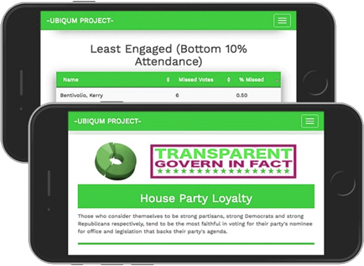 -UBIQUM PROJECT-
Least Engaged (Bottom 10%
Attendance)
Name Missed Votes % Missed
Bentivolio, Kerry 6 0.50
-UBIQUM PROJECT-
TRANSPARENT
GOVERN IN FACT
House Party Loyalty
Those who consider themselves to be strong partisans, strong Democrats and strong
Republicans respectively, tend to be the most faithful in voting for their party's nominee
for office and legislation that backs their party's agenda.